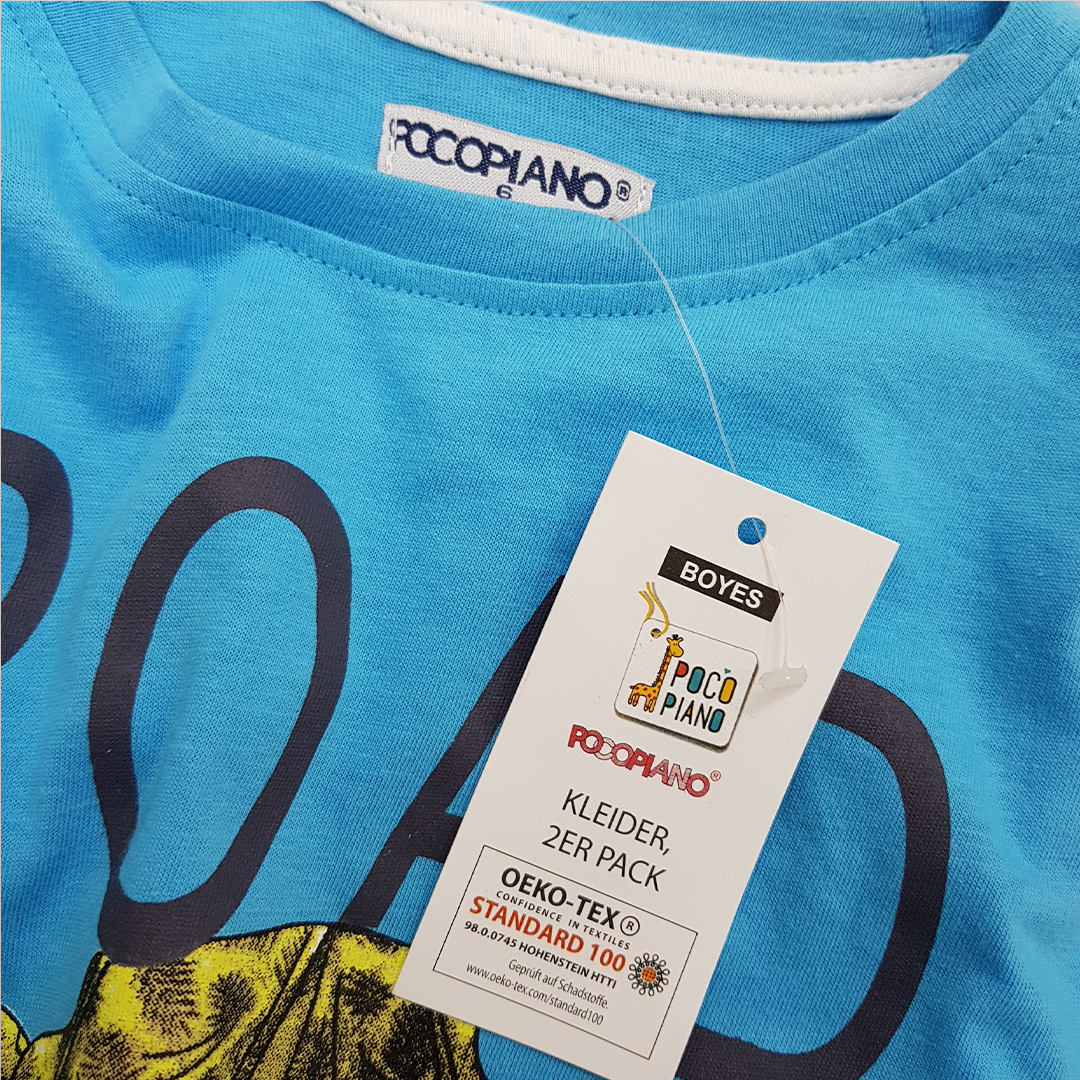 POCOPIANO®
6
ROAD
BOYES
POCO
PIANO
POCOPIANO®
KLEIDER,
2ER PACK
OEKO-TEX®
CONFIDENCE IN TEXTILES
STANDARD 100
98.0.0745 HOHENSTEIN HTTI
Geprüft auf Schadstoffe.
www.oeko-tex.com/standard100